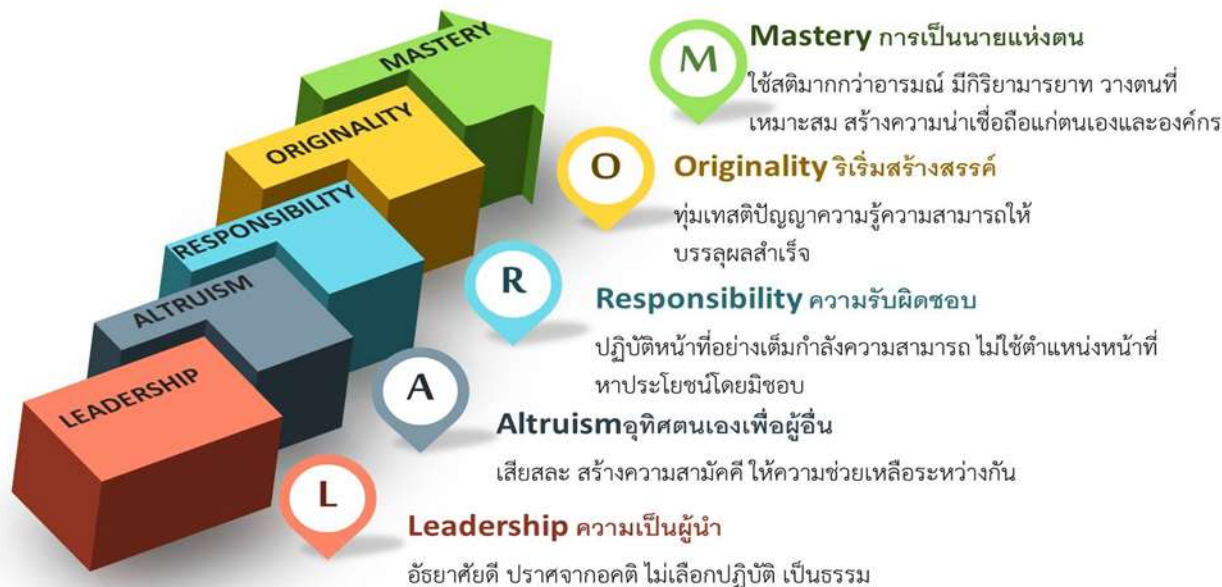 MASTERY
ORIGINALITY
RESPONSIBILITY
ALTRUISM
LEADERSHIP
M
Mastery การเป็นนายแห่งตน
ใช้สติมากกว่าอารมณ์ มีกิริยามารยาท วางตนที่
เหมาะสม สร้างความน่าเชื่อถือแก่ตนเองและองค์กร
O
Originality ริเริ่มสร้างสรรค์
ทุ่มเทสติปัญญาความรู้ความสามารถให้
บรรลุผลสำเร็จ
R
Responsibility ความรับผิดชอบ
ปฏิบัติหน้าที่อย่างเต็มกำลังความสามารถ ไม่ใช้ตำแหน่งหน้าที่
หาประโยชน์โดยมิชอบ
A
Altruismอุทิศตนเองเพื่อผู้อื่น
เสียสละ สร้างความสามัคคี ให้ความช่วยเหลือระหว่างกัน
L
Leadership ความเป็นผู้นำ
อัธยาศัยดี ปราศจากอคติ ไม่เลือกปฏิบัติ เป็นธรรม